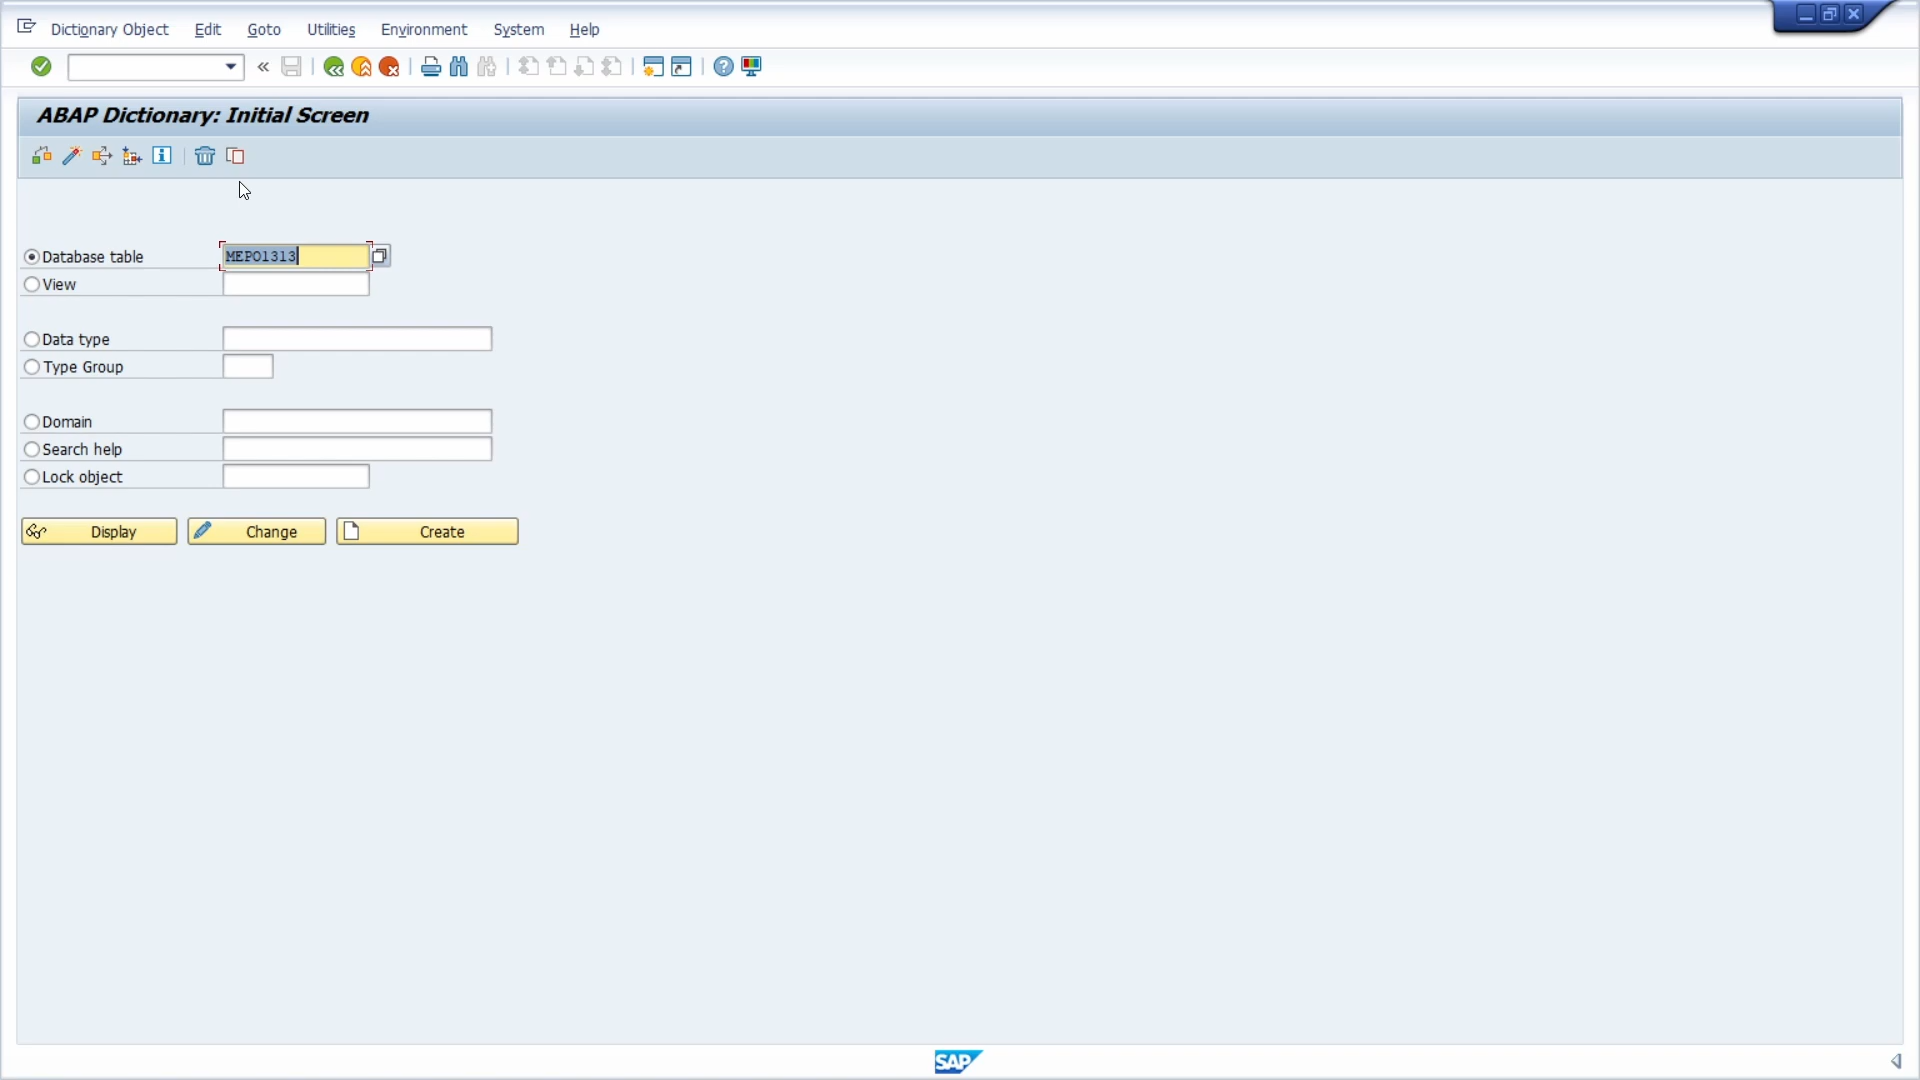 Dictionary Object Edit Goto Utilities Environment System Help
ABAP Dictionary: Initial Screen
Database table MEPO1313
View
Data type
Type Group
Domain
Search help
Lock object
Display Change Create
SAP